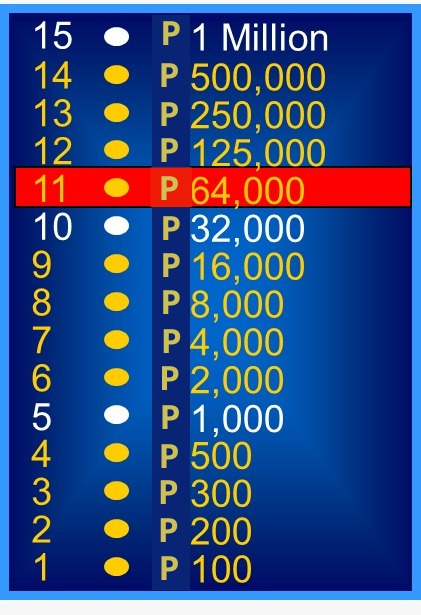 15 P 1 Million
14 P 500,000
13 P 250,000
12 P 125,000
11 P 64,000
10 P 32,000
9 P 16,000
8 P 8,000
7 P 4,000
6 P 2,000
5 P 1,000
4 P 500
3 P 300
2 P 200
1 P 100